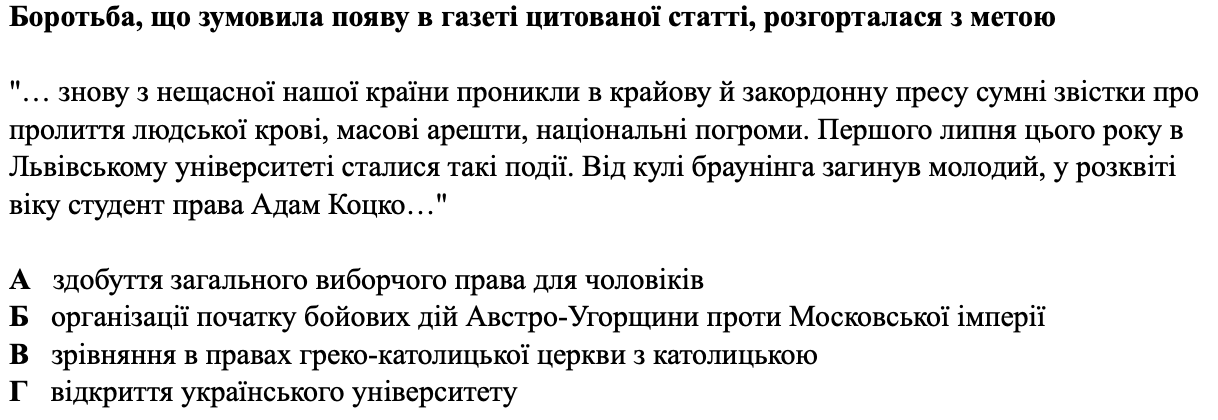 Боротьба, що зумовила появу в газеті цитованої статті, розгорталася з метою
"… знову з нещасної нашої країни проникли в крайову й закордонну пресу сумні звістки про
пролиття людської крові, масові арешти, національні погроми. Першого липня цього року в
Львівському університеті сталися такі події. Від кулі браунінга загинув молодий, у розквіті
віку студент права Адам Коцко…"
А здобуття загального виборчого права для чоловіків
Б організації початку бойових дій Австро-Угорщини проти Московської імперії
В зрівняння в правах греко-католицької церкви з католицькою
Г відкриття українського університету